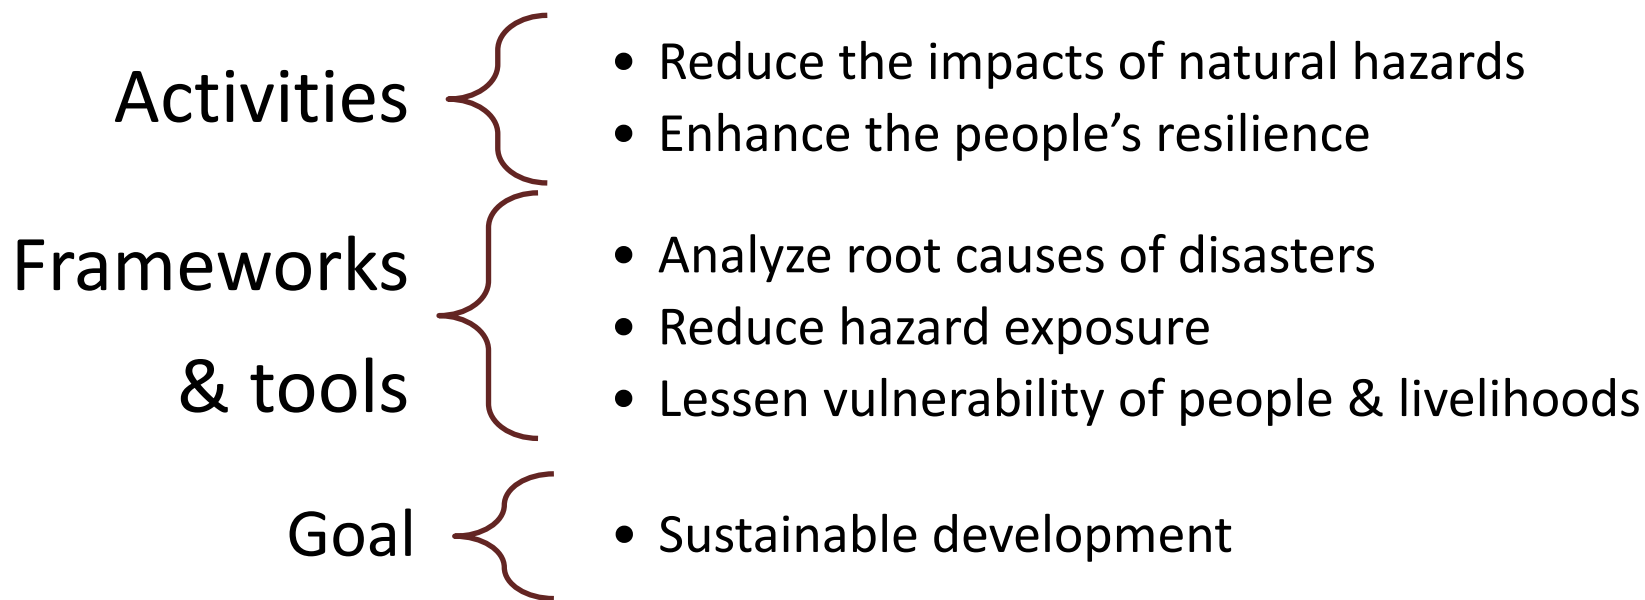 Activities
• Reduce the impacts of natural hazards
• Enhance the people’s resilience
Frameworks
& tools
• Analyze root causes of disasters
• Reduce hazard exposure
• Lessen vulnerability of people & livelihoods
Goal
• Sustainable development